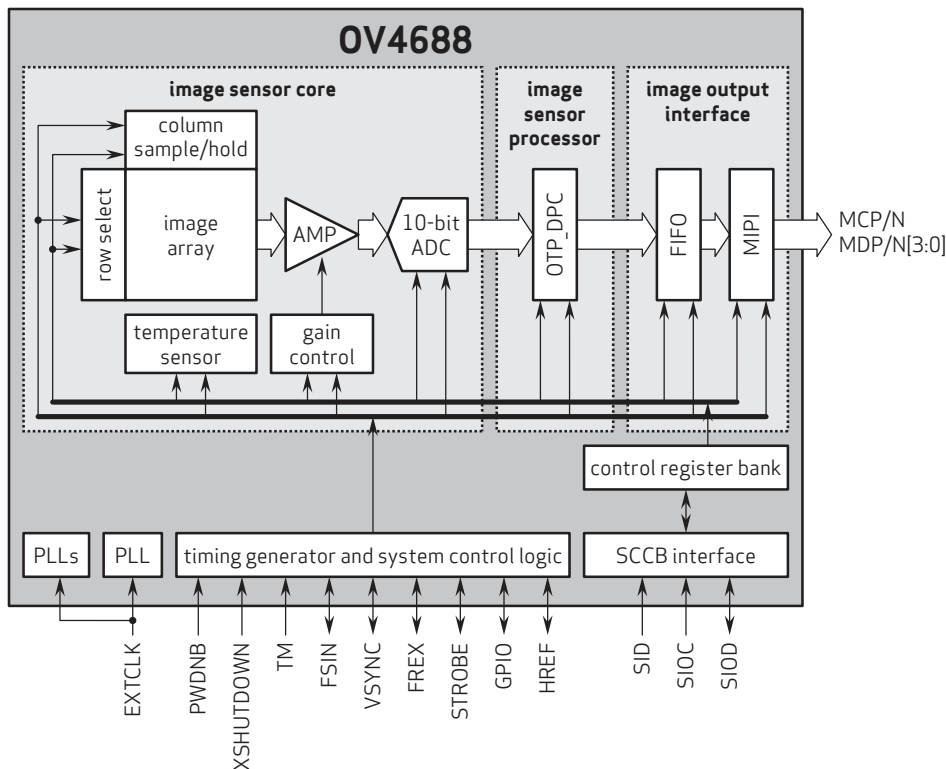 OV4688
image sensor core
image
sensor
processor
image output
interface
column
sample/hold
row select
image
array
AMP
10-bit
ADC
OTP_DPC
FIFO
MIPI
MCP/N
MDP/N[3:0]
temperature
sensor
gain
control
control register bank
PLLs
PLL
timing generator and system control logic
SCCB interface
EXTCLK
PWDNB
XSHUTDOWN
TM
FSIN
VSYNC
FREX
STROBE
GPIO
HREF
SID
SIOC
SIOD